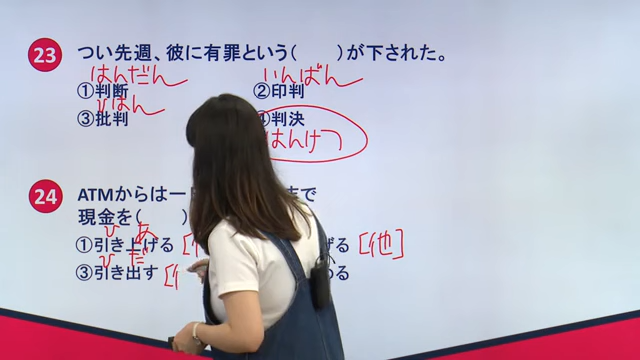 23 つい先週、彼に有罪という( )が下された。
はんだん いんばん
①判断 ②印判
ひはん
③批判 ④判決
はんけつ
24 ATMからは一 まで
現金を( )
ひ あ
①引き上げる [ げる [他]
ひ だ
③引き出す [ める